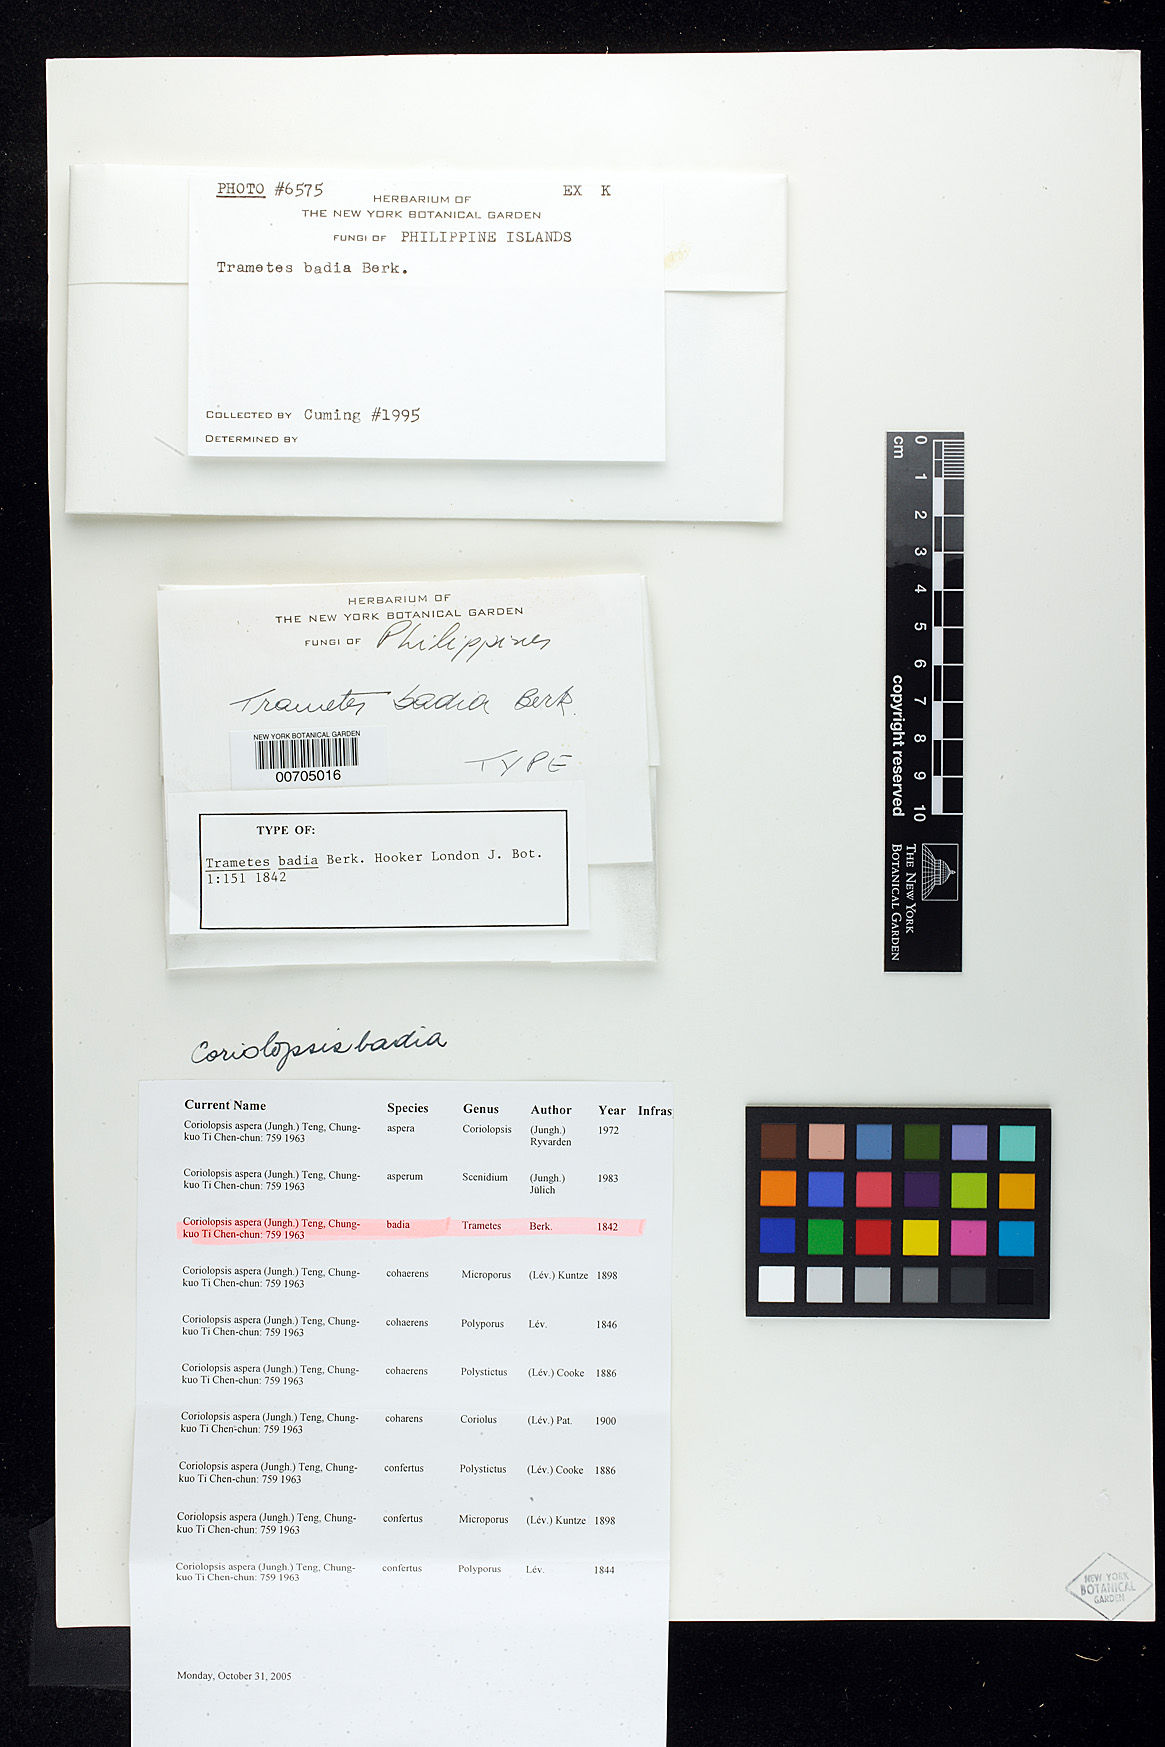 PHOTO #6575 EX K
HERBARIUM OF
THE NEW YORK BOTANICAL GARDEN
FUNGI OF PHILIPPINE ISLANDS
Trametes badia Berk.
COLLECTED BY Cuming #1995
DETERMINED BY
HERBARIUM OF
THE NEW YORK BOTANICAL GARDEN
FUNGI OF Philippines
Trametes badia Berk.
NEW YORK BOTANICAL GARDEN
00705016
TYPE
TYPE OF:
Trametes badia Berk. Hooker London J. Bot.
1:151 1842
cm
0 1 2 3 4 5 6 7 8 9 10
copyright reserved
THE NEW YORK
BOTANICAL GARDEN
Coriolopsis badia
Current Name Species Genus Author Year Infras
Coriolopsis aspera (Jungh.) Teng, Chung- aspera Coriolopsis (Jungh.) 1972
kuo Ti Chen-chun: 759 1963 Ryvarden
Coriolopsis aspera (Jungh.) Teng, Chung- asperum Scenidium (Jungh.) 1983
kuo Ti Chen-chun: 759 1963 Jülich
Coriolopsis aspera (Jungh.) Teng, Chung- badia Trametes Berk. 1842
kuo Ti Chen-chun: 759 1963
Coriolopsis aspera (Jungh.) Teng, Chung- cohaerens Microporus (Lév.) Kuntze 1898
kuo Ti Chen-chun: 759 1963
Coriolopsis aspera (Jungh.) Teng, Chung- cohaerens Polyporus Lév. 1846
kuo Ti Chen-chun: 759 1963
Coriolopsis aspera (Jungh.) Teng, Chung- cohaerens Polystictus (Lév.) Cooke 1886
kuo Ti Chen-chun: 759 1963
Coriolopsis aspera (Jungh.) Teng, Chung- coharens Coriolus (Lév.) Pat. 1900
kuo Ti Chen-chun: 759 1963
Coriolopsis aspera (Jungh.) Teng, Chung- confertus Polystictus (Lév.) Cooke 1886
kuo Ti Chen-chun: 759 1963
Coriolopsis aspera (Jungh.) Teng, Chung- confertus Microporus (Lév.) Kuntze 1898
kuo Ti Chen-chun: 759 1963
Coriolopsis aspera (Jungh.) Teng, Chung- confertus Polyporus Lév. 1844
kuo Ti Chen-chun: 759 1963
Monday, October 31, 2005
NEW YORK
BOTANICAL
GARDEN